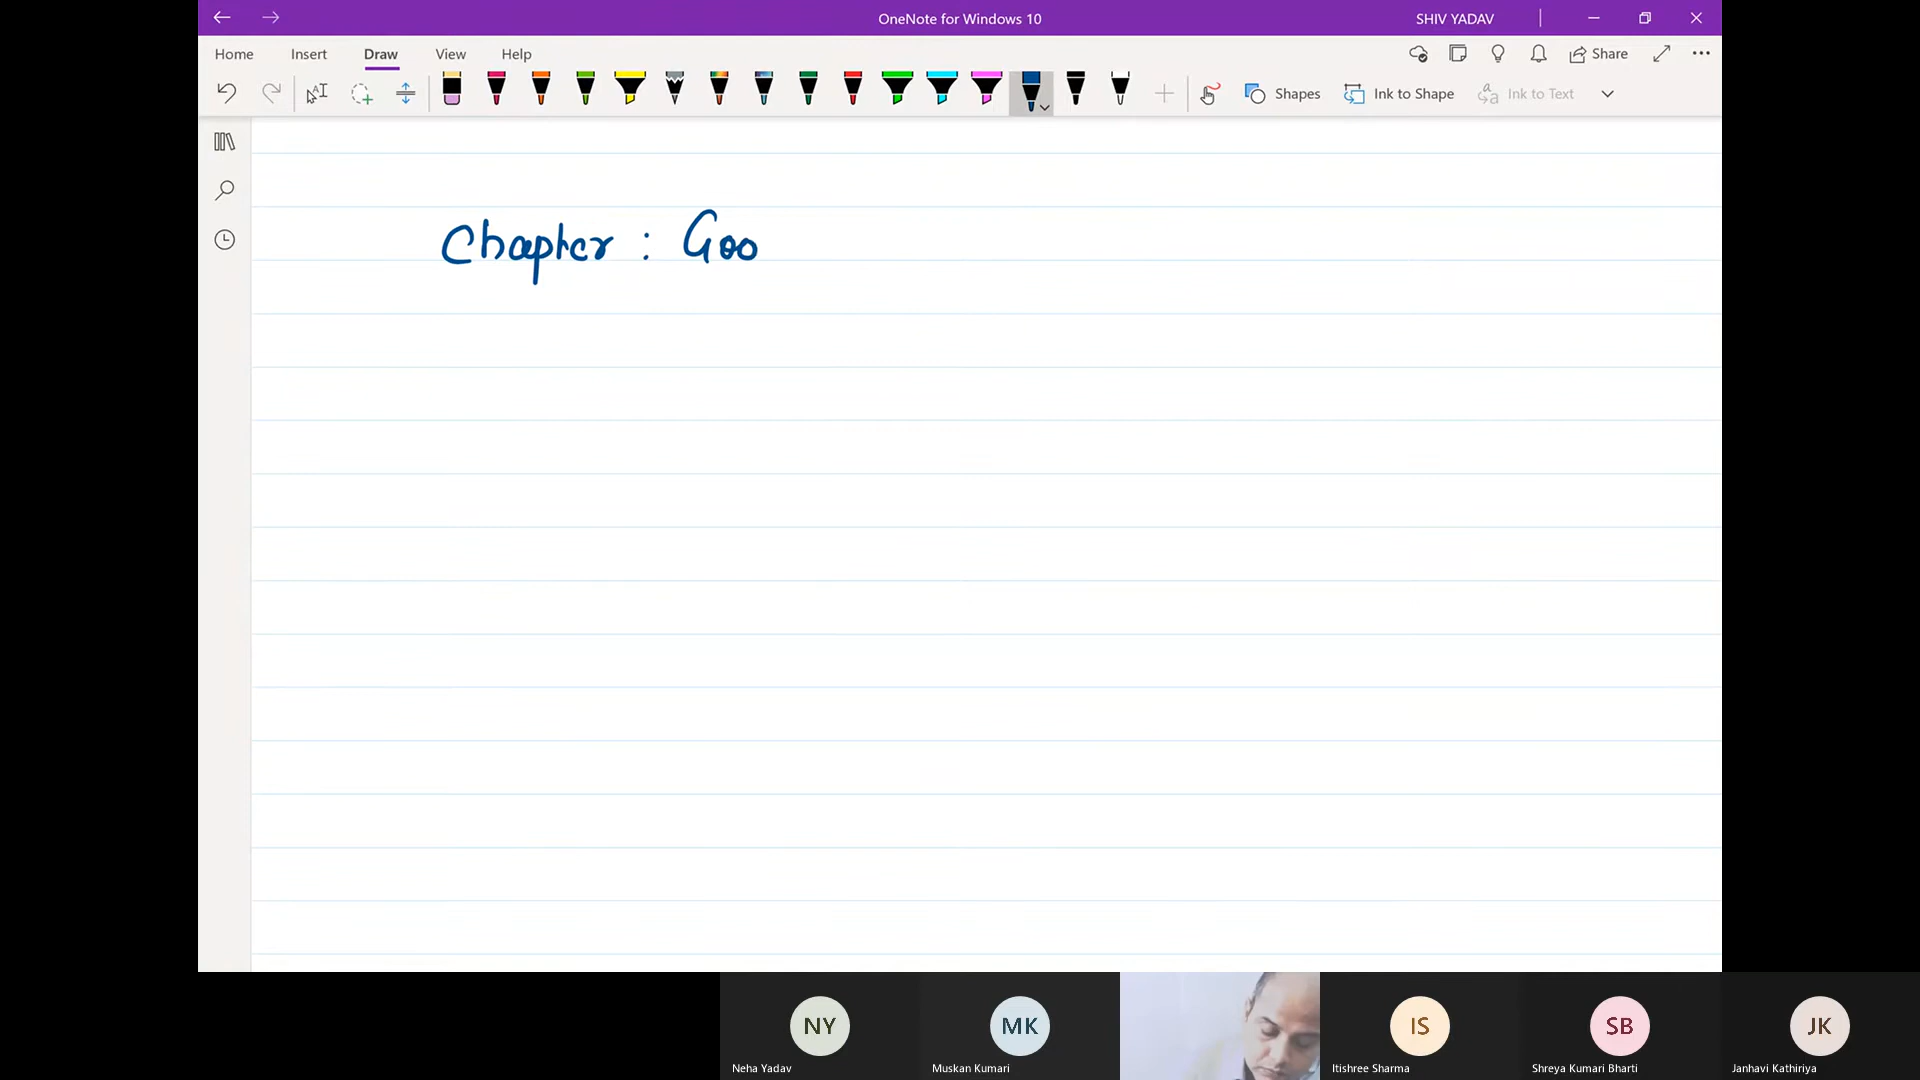 OneNote for Windows 10
SHIV YADAV
Home Insert Draw View Help
Share
Shapes Ink to Shape Ink to Text
Chapter : Goo
NY MK IS SB JK
Neha Yadav Muskan Kumari Itishree Sharma Shreya Kumari Bharti Janhavi Kathiriya